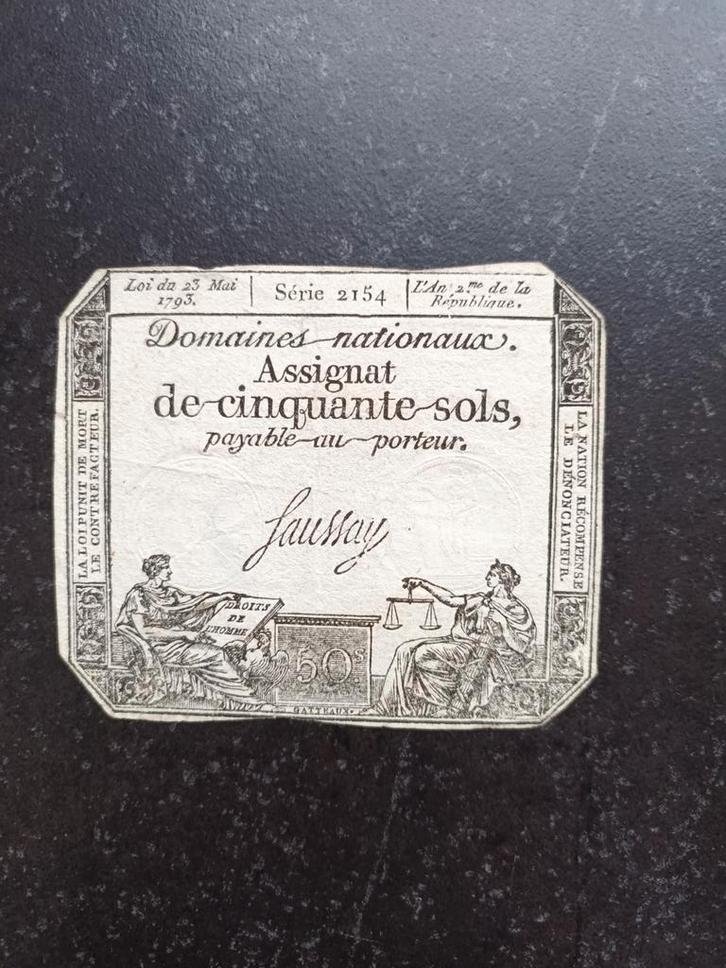 Loi du 23 Mai
1793.
Série 2154
L'An 2.me de la
République.
Domaines nationaux.
Assignat
de cinquante sols,
payable au porteur.
LA LOI PUNIT DE MORT
LE CONTREFACTEUR.
LA NATION RÉCOMPENSE
LE DÉNONCIATEUR.
Saussay
DROITS
DE
L'HOMME
50s
GATTEAUX.